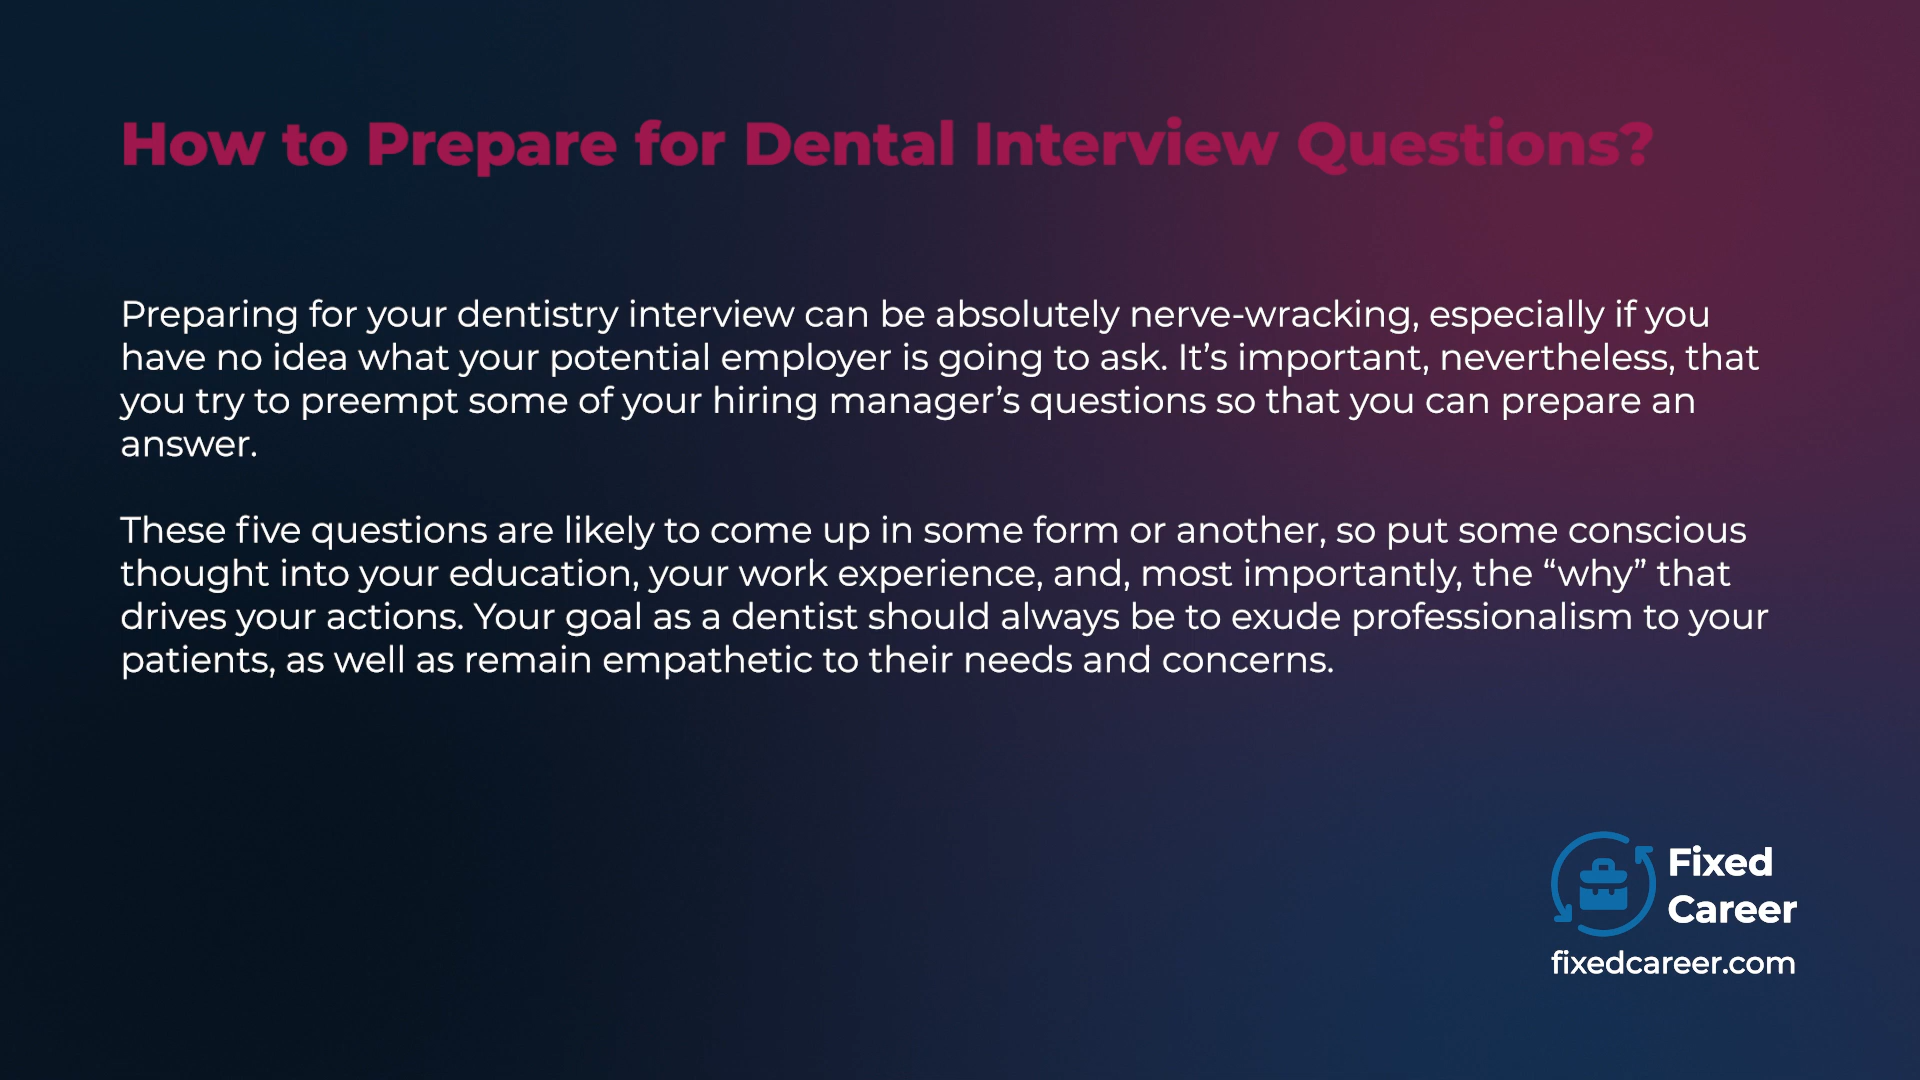 How to Prepare for Dental Interview Questions?
Preparing for your dentistry interview can be absolutely nerve-wracking, especially if you
have no idea what your potential employer is going to ask. It’s important, nevertheless, that
you try to preempt some of your hiring manager’s questions so that you can prepare an
answer.
These five questions are likely to come up in some form or another, so put some conscious
thought into your education, your work experience, and, most importantly, the “why” that
drives your actions. Your goal as a dentist should always be to exude professionalism to your
patients, as well as remain empathetic to their needs and concerns.
Fixed
Career
fixedcareer.com